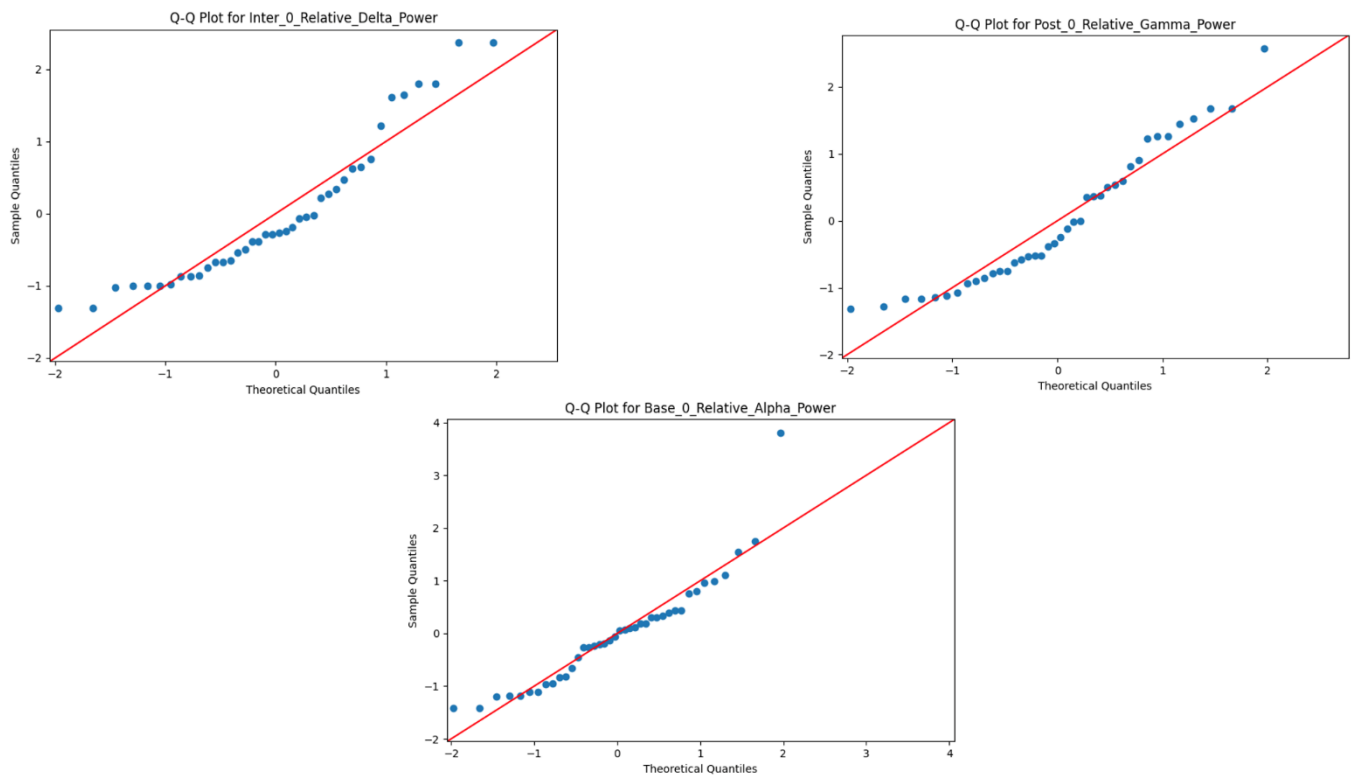 Q-Q Plot for Inter_0_Relative_Delta_Power
2
1
0
−1
−2
Sample Quantiles
−2 −1 0 1 2
Theoretical Quantiles
Q-Q Plot for Post_0_Relative_Gamma_Power
2
1
0
−1
−2
Sample Quantiles
−2 −1 0 1 2
Theoretical Quantiles
Q-Q Plot for Base_0_Relative_Alpha_Power
4
3
2
1
0
−1
−2
Sample Quantiles
−2 −1 0 1 2 3 4
Theoretical Quantiles